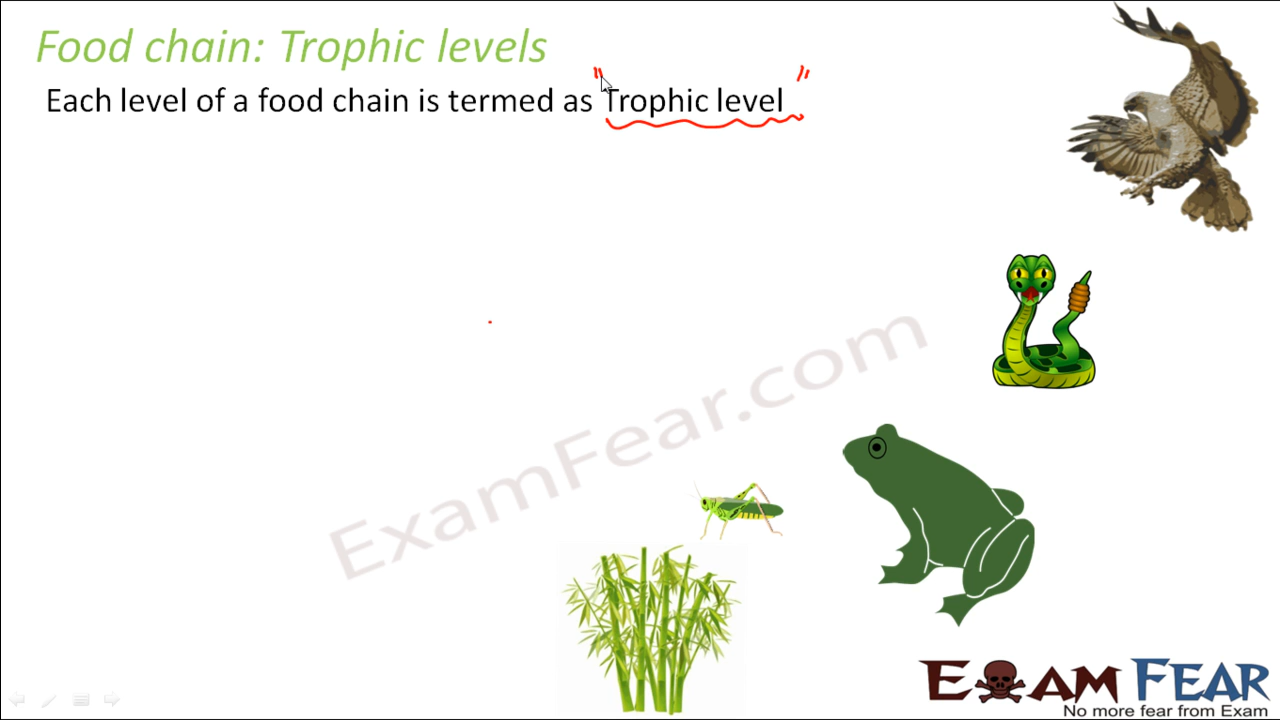 Food chain: Trophic levels
Each level of a food chain is termed as "Trophic level"
ExamFear.com
EXAM FEAR
No more fear from Exam